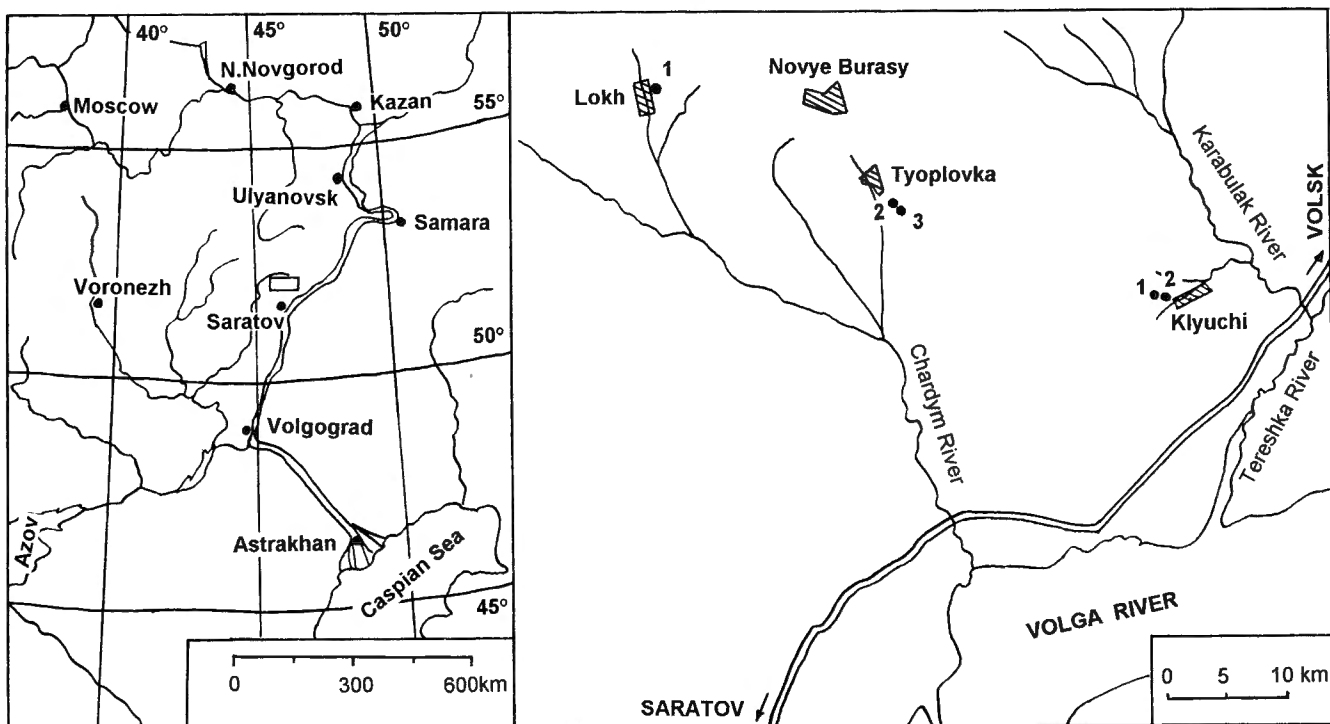 40° 45° 50°
N.Novgorod
Moscow
Kazan
55°
Ulyanovsk
Samara
Voronezh
Saratov
50°
Volgograd
Azov
Astrakhan
Caspian Sea
45°
0 300 600km
1
Lokh
Novye Burasy
Tyoplovka
2 3
Karabulak River
VOLSK
1 2
Klyuchi
Chardym River
Tereshka River
VOLGA RIVER
SARATOV
0 5 10 km